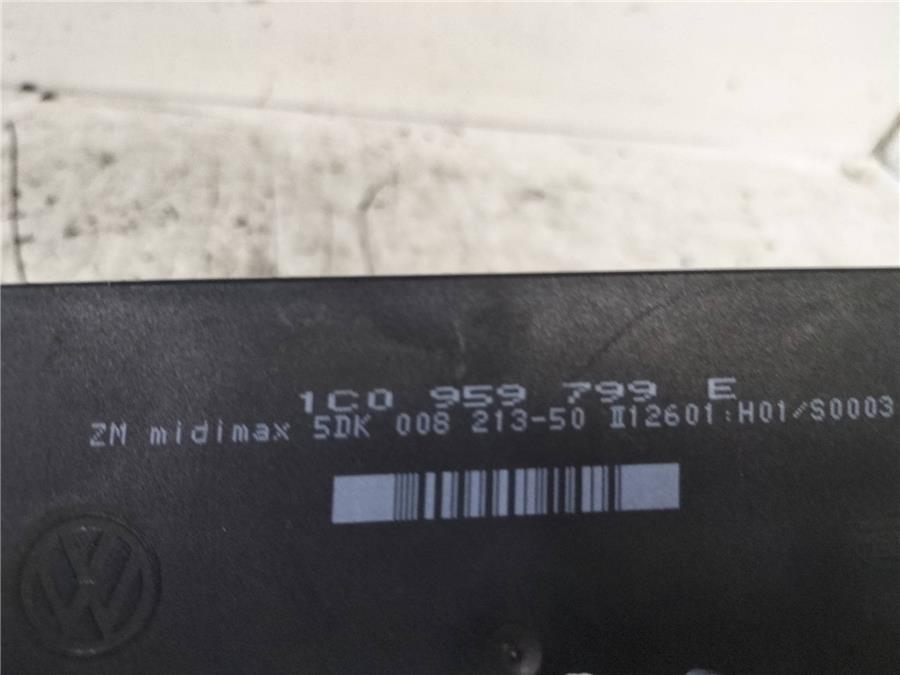 1C0 959 799 E
ZM midimax 5DK 008 213-50 II12601:H01/S0003